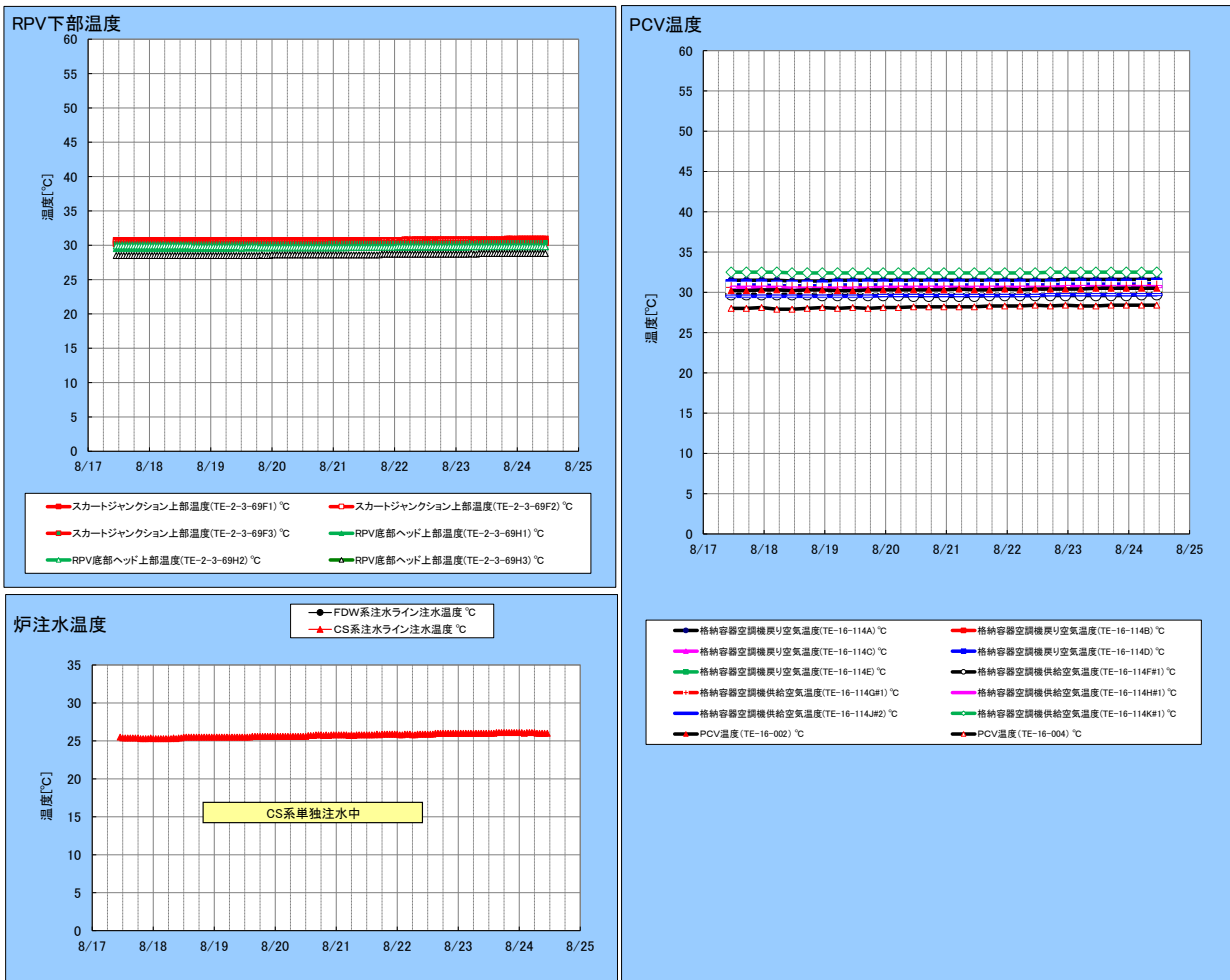 RPV下部温度
60
55
50
45
40
35
30
25
20
15
10
5
0
温度[℃]
8/17 8/18 8/19 8/20 8/21 8/22 8/23 8/24 8/25
スカートジャンクション上部温度(TE-2-3-69F1) ℃ スカートジャンクション上部温度(TE-2-3-69F2) ℃
スカートジャンクション上部温度(TE-2-3-69F3) ℃ RPV底部ヘッド上部温度(TE-2-3-69H1) ℃
RPV底部ヘッド上部温度(TE-2-3-69H2) ℃ RPV底部ヘッド上部温度(TE-2-3-69H3) ℃
炉注水温度
FDW系注水ライン注水温度 ℃
CS系注水ライン注水温度 ℃
35
30
25
20
15
10
5
0
温度[℃]
CS系単独注水中
8/17 8/18 8/19 8/20 8/21 8/22 8/23 8/24 8/25
PCV温度
60
55
50
45
40
35
30
25
20
15
10
5
0
温度[℃]
8/17 8/18 8/19 8/20 8/21 8/22 8/23 8/24 8/25
格納容器空調機戻り空気温度(TE-16-114A) ℃ 格納容器空調機戻り空気温度(TE-16-114B) ℃
格納容器空調機戻り空気温度(TE-16-114C) ℃ 格納容器空調機戻り空気温度(TE-16-114D) ℃
格納容器空調機戻り空気温度(TE-16-114E) ℃ 格納容器空調機供給空気温度(TE-16-114F#1) ℃
格納容器空調機供給空気温度(TE-16-114G#1) ℃ 格納容器空調機供給空気温度(TE-16-114H#1) ℃
格納容器空調機供給空気温度(TE-16-114J#2) ℃ 格納容器空調機供給空気温度(TE-16-114K#1) ℃
PCV温度(TE-16-002) ℃ PCV温度(TE-16-004) ℃